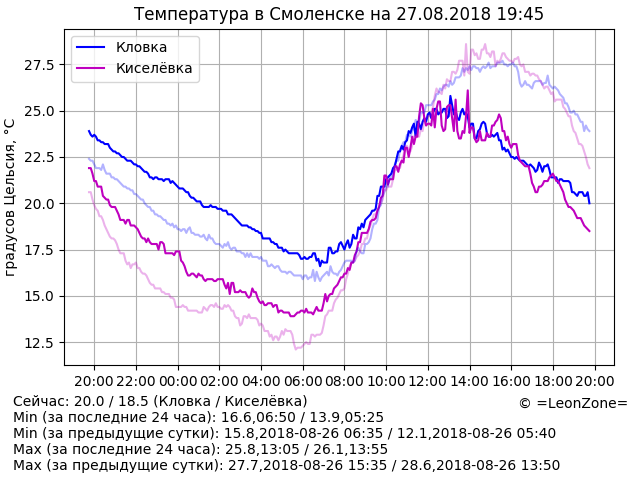 Температура в Смоленске на 27.08.2018 19:45
Кловка
Киселёвка
градусов Цельсия, °C
27.5
25.0
22.5
20.0
17.5
15.0
12.5
20:00 22:00 00:00 02:00 04:00 06:00 08:00 10:00 12:00 14:00 16:00 18:00 20:00
Сейчас: 20.0 / 18.5 (Кловка / Киселёвка)
© =LeonZone=
Min (за последние 24 часа): 16.6,06:50 / 13.9,05:25
Min (за предыдущие сутки): 15.8,2018-08-26 06:35 / 12.1,2018-08-26 05:40
Max (за последние 24 часа): 25.8,13:05 / 26.1,13:55
Max (за предыдущие сутки): 27.7,2018-08-26 15:35 / 28.6,2018-08-26 13:50